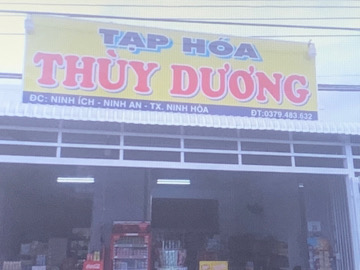 TẠP HÓA
THÙY DƯƠNG
ĐC: NINH ÍCH - NINH AN - TX. NINH HÒA
ĐT:0379.483.532